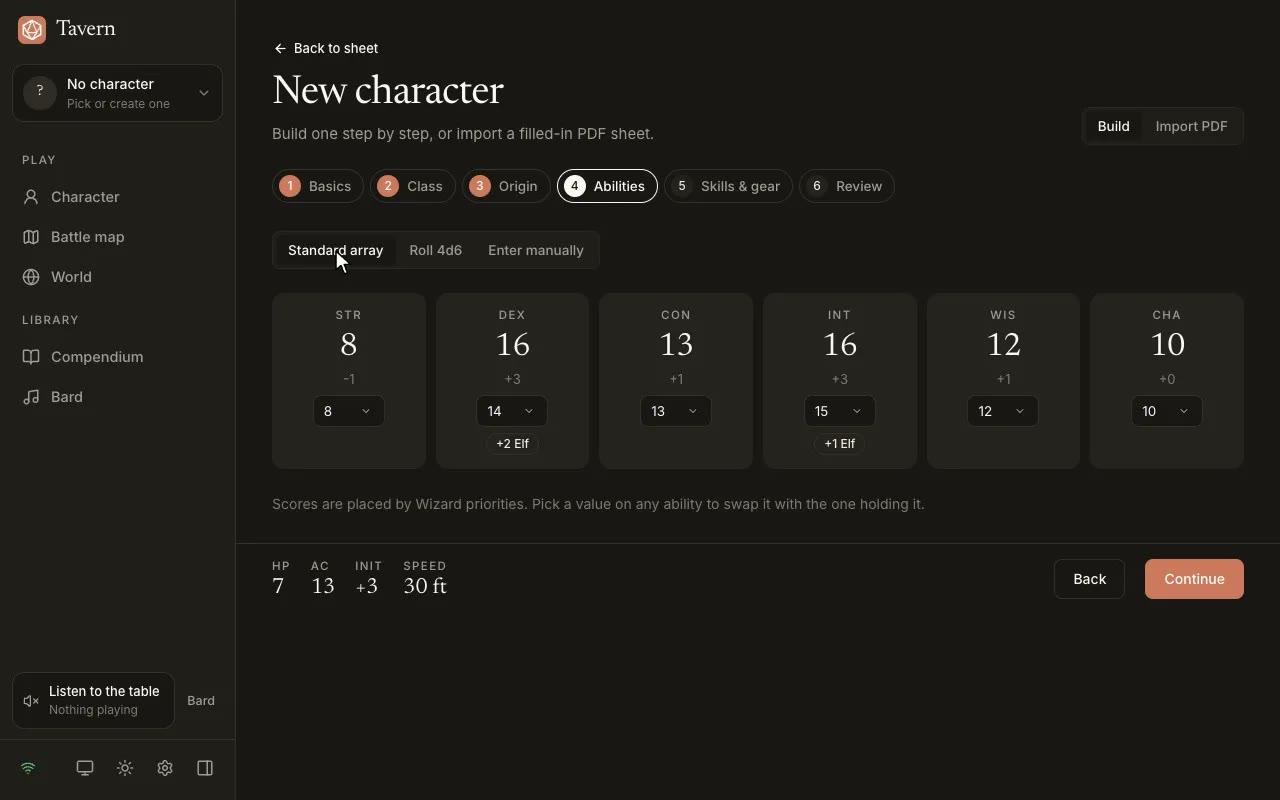 Tavern
? No character
Pick or create one
PLAY
Character
Battle map
World
LIBRARY
Compendium
Bard
Listen to the table
Nothing playing
Bard
Back to sheet
New character
Build one step by step, or import a filled-in PDF sheet.
Build Import PDF
1 Basics 2 Class 3 Origin 4 Abilities 5 Skills & gear 6 Review
Standard array Roll 4d6 Enter manually
STR DEX CON INT WIS CHA
8 16 13 16 12 10
-1 +3 +1 +3 +1 +0
8 14 13 15 12 10
+2 Elf +1 Elf
Scores are placed by Wizard priorities. Pick a value on any ability to swap it with the one holding it.
HP AC INIT SPEED
7 13 +3 30 ft
Back Continue